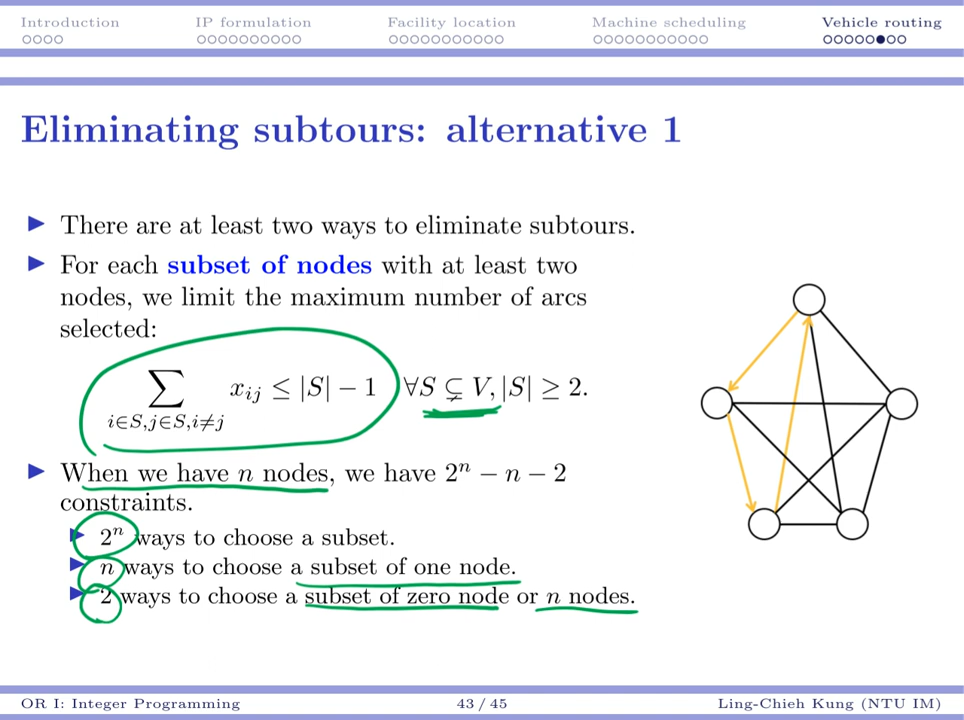 Introduction IP formulation Facility location Machine scheduling Vehicle routing
Eliminating subtours: alternative 1
▶ There are at least two ways to eliminate subtours.
▶ For each subset of nodes with at least two
nodes, we limit the maximum number of arcs
selected:
∑ xij ≤ |S| − 1 ∀S ⊊ V, |S| ≥ 2.
i∈S,j∈S,i≠j
▶ When we have n nodes, we have 2ⁿ − n − 2
constraints.
▶ 2ⁿ ways to choose a subset.
▶ n ways to choose a subset of one node.
▶ 2 ways to choose a subset of zero node or n nodes.
OR I: Integer Programming 43 / 45 Ling-Chieh Kung (NTU IM)